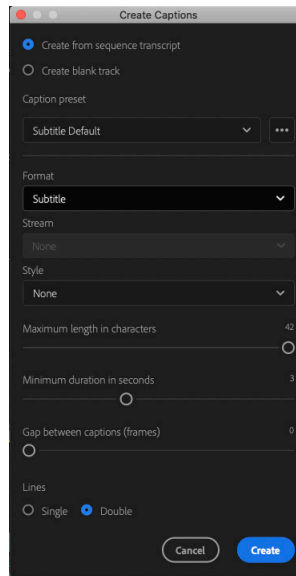 Create Captions
Create from sequence transcript
Create blank track
Caption preset
Subtitle Default
Format
Subtitle
Stream
None
Style
None
Maximum length in characters 42
Minimum duration in seconds 3
Gap between captions (frames) 0
Lines
Single Double
Cancel Create